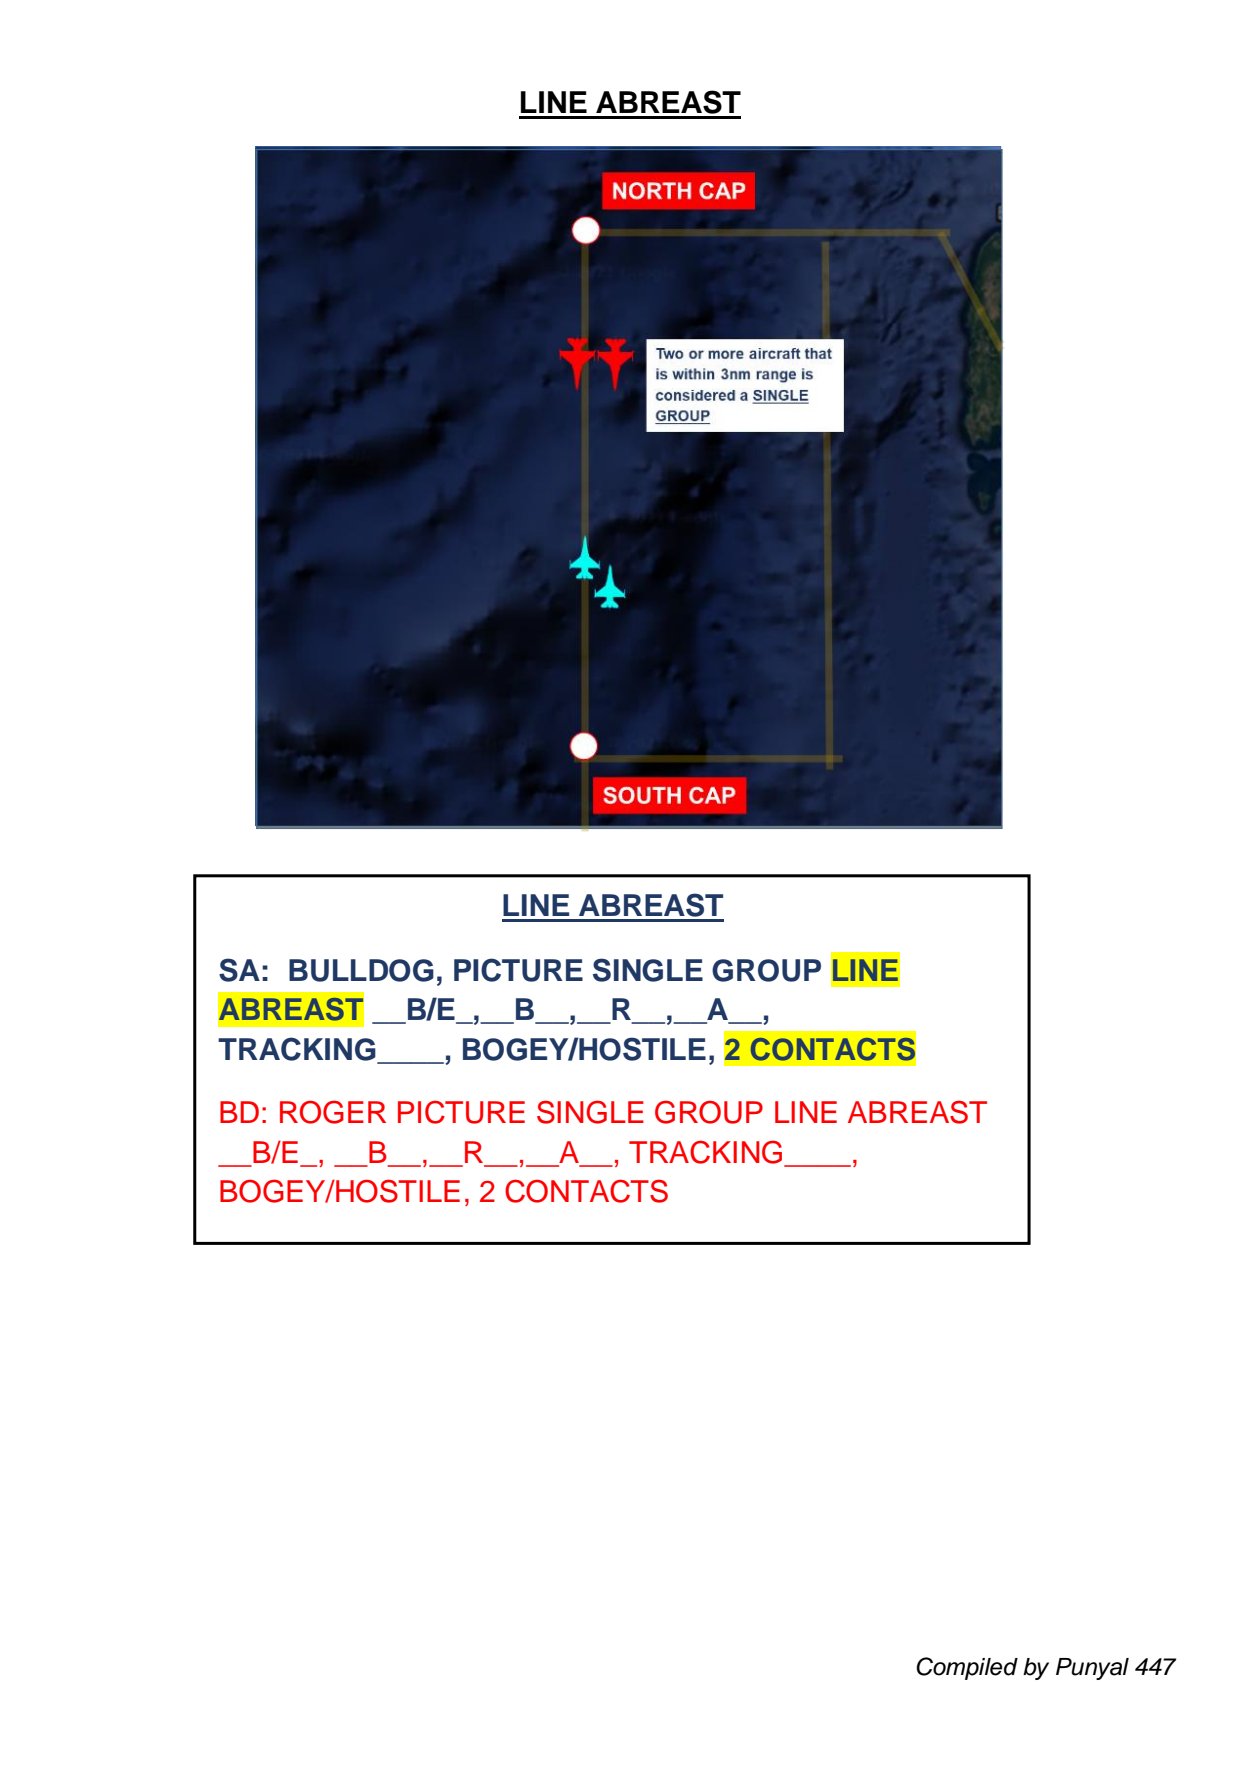 LINE ABREAST
NORTH CAP
Two or more aircraft that
is within 3nm range is
considered a SINGLE
GROUP
SOUTH CAP
LINE ABREAST
SA:  BULLDOG, PICTURE SINGLE GROUP LINE
ABREAST __B/E_,__B__,__R__,__A__,
TRACKING____, BOGEY/HOSTILE, 2 CONTACTS
BD: ROGER PICTURE SINGLE GROUP LINE ABREAST
__B/E_, __B__,__R__,__A__, TRACKING____,
BOGEY/HOSTILE, 2 CONTACTS
Compiled by Punyal 447